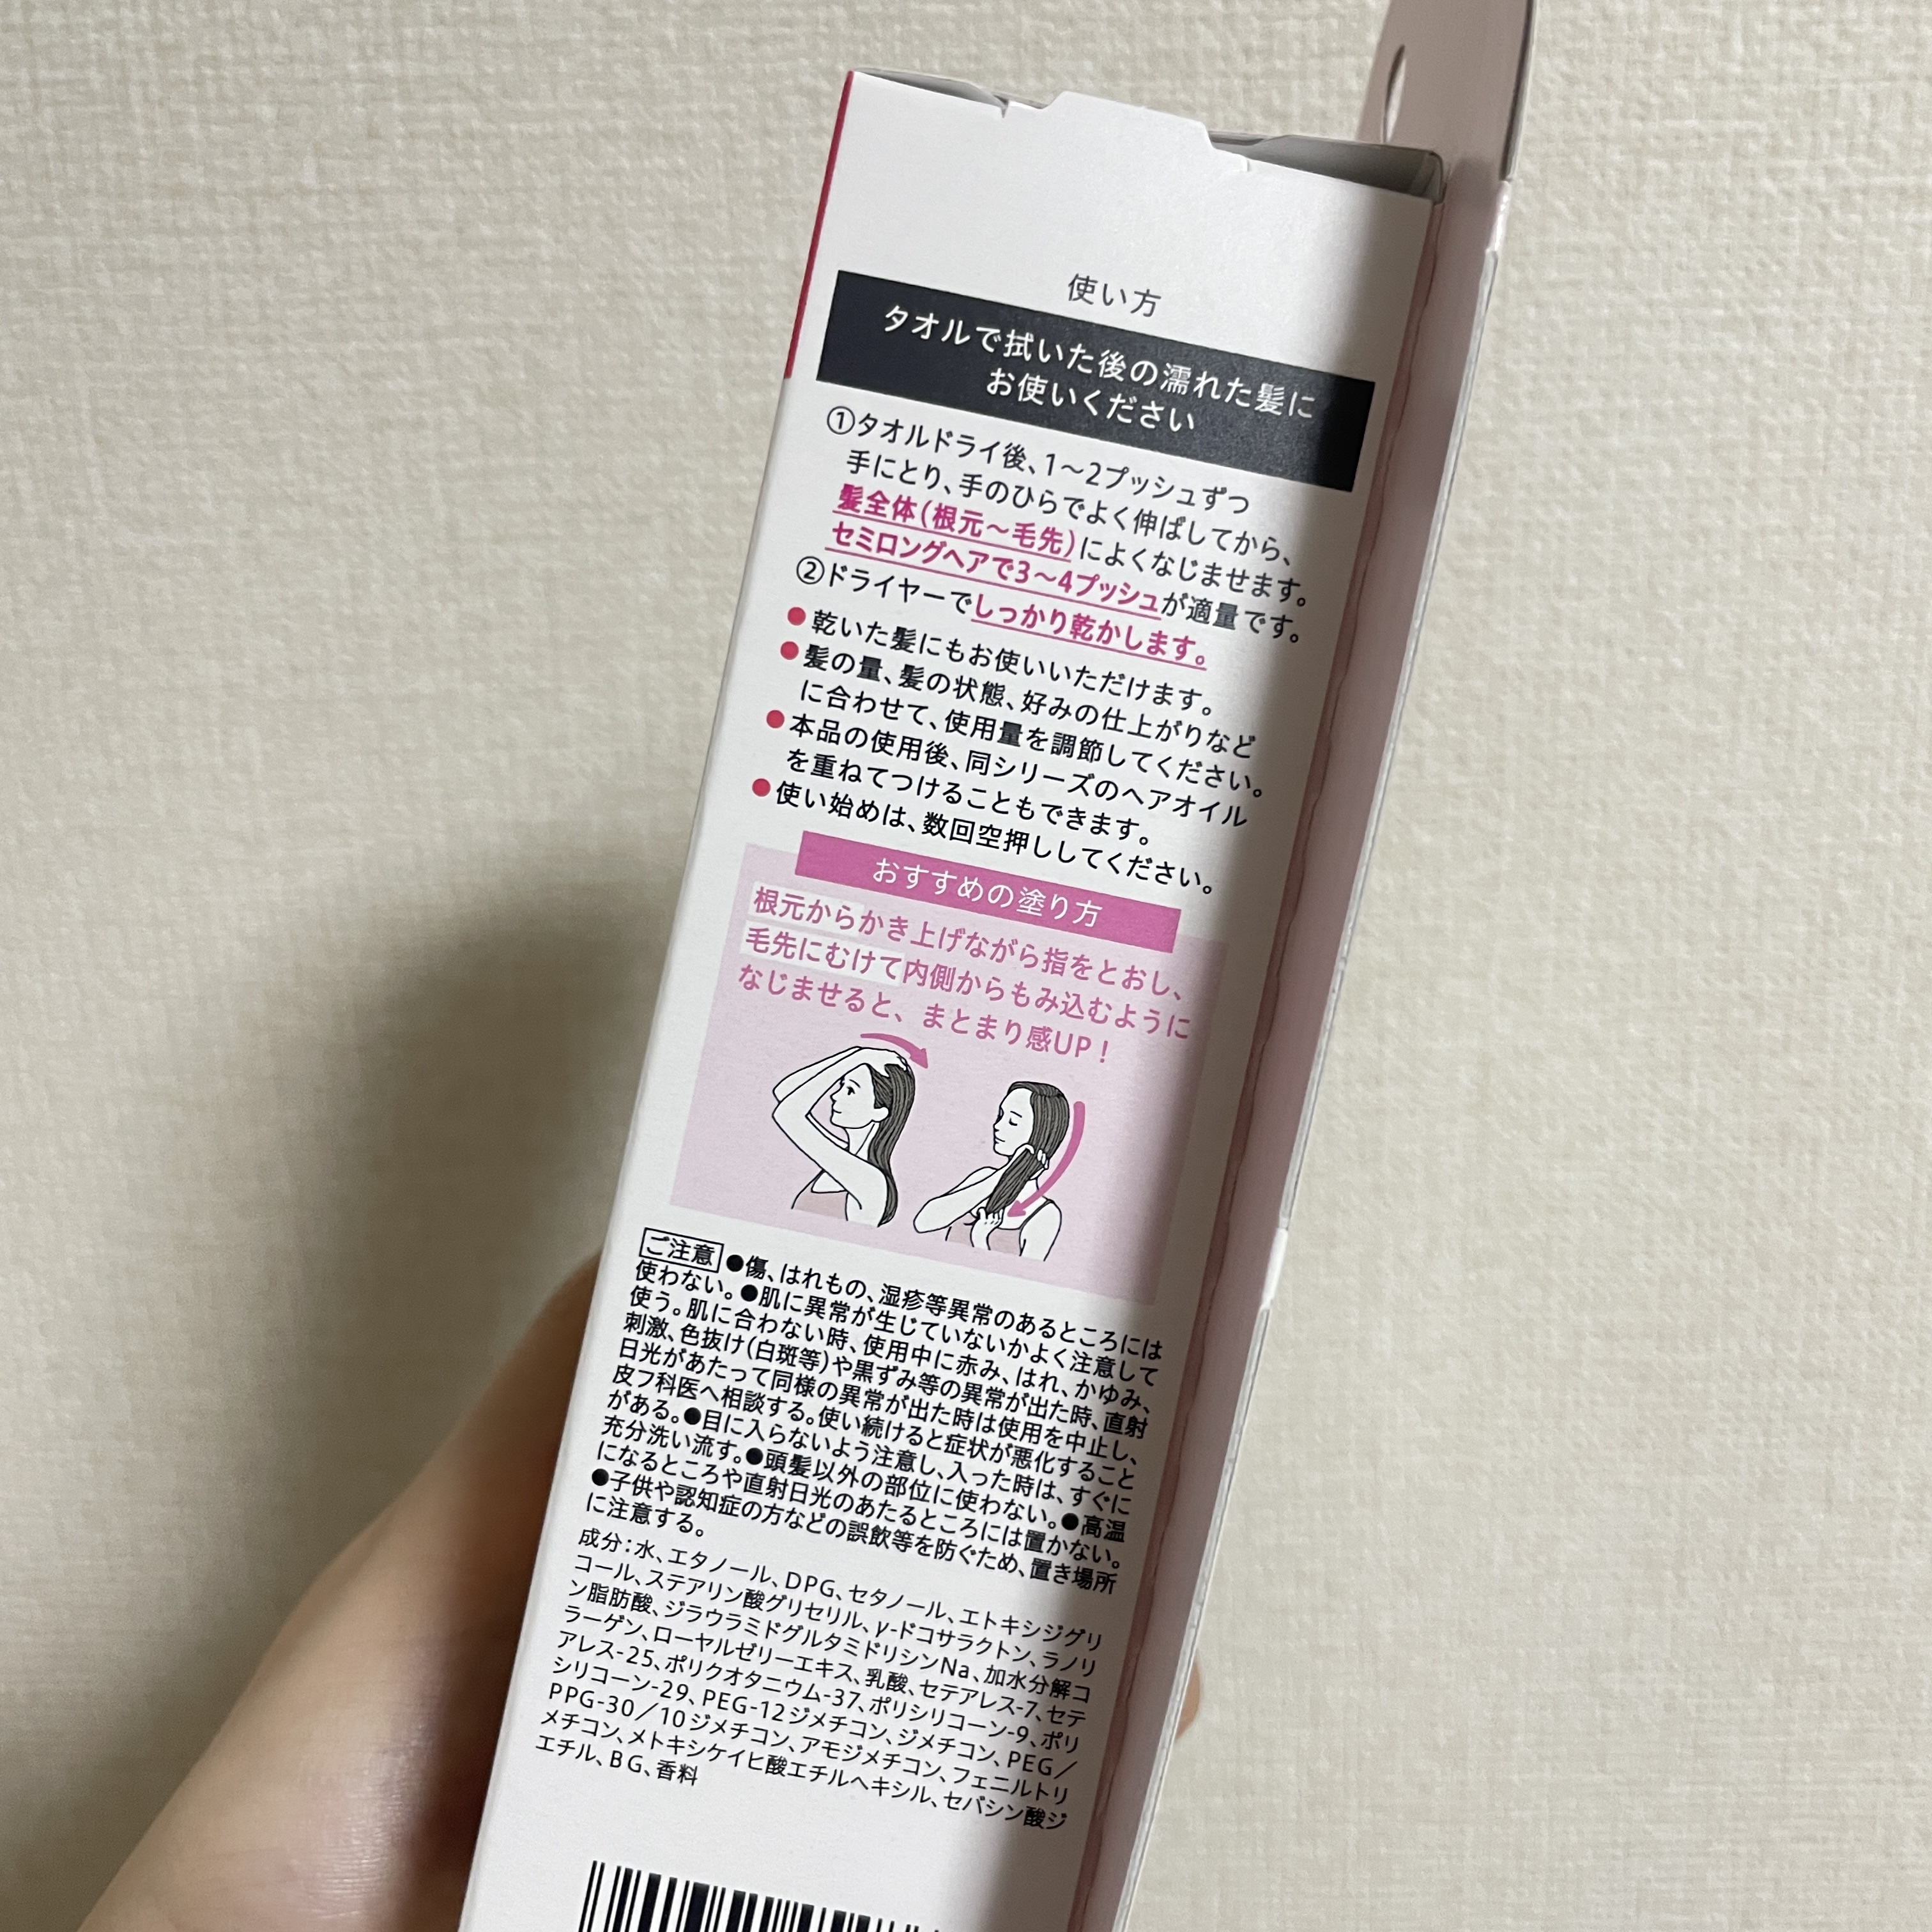 使い方
タオルで拭いた後の濡れた髪に
お使いください
①タオルドライ後、1～2プッシュずつ
手にとり、手のひらでよく伸ばしてから、
髪全体(根元～毛先)によくなじませます。
セミロングヘアで3～4プッシュが適量です。
②ドライヤーでしっかり乾かします。
●乾いた髪にもお使いいただけます。
●髪の量、髪の状態、好みの仕上がりなど
に合わせて、使用量を調節してください。
●本品の使用後、同シリーズのヘアオイル
を重ねてつけることもできます。
●使い始めは、数回空押ししてください。
おすすめの塗り方
根元からかき上げながら指をとおし、
毛先にむけて内側からもみ込むように
なじませると、まとまり感UP！
ご注意 ●傷、はれもの、湿疹等異常のあるところには
使わない。●肌に異常が生じていないかよく注意して
使う。肌に合わない時、使用中に赤み、はれ、かゆみ、
刺激、色抜け(白斑等)や黒ずみ等の異常が出た時、直射
日光があたって同様の異常が出た時は使用を中止し、
皮フ科医へ相談する。使い続けると症状が悪化すること
がある。●目に入らないよう注意し、入った時は、すぐに
充分洗い流す。●頭髪以外の部位に使わない。●高温
になるところや直射日光のあたるところには置かない。
●子供や認知症の方などの誤飲等を防ぐため、置き場所
に注意する。
成分：水、エタノール、DPG、セタノール、エトキシジグリ
コール、ステアリン酸グリセリル、γ-ドコサラクトン、ラノリ
ン脂肪酸、ジラウラミドグルタミドリシンNa、加水分解コ
ラーゲン、ローヤルゼリーエキス、乳酸、セテアレス-7、セテ
アレス-25、ポリクオタニウム-37、ポリシリコーン-9、ポリ
シリコーン-29、PEG-12ジメチコン、ジメチコン、PEG／
PPG-30／10ジメチコン、アモジメチコン、フェニルトリ
メチコン、メトキシケイヒ酸エチルヘキシル、セバシン酸ジ
エチル、BG、香料